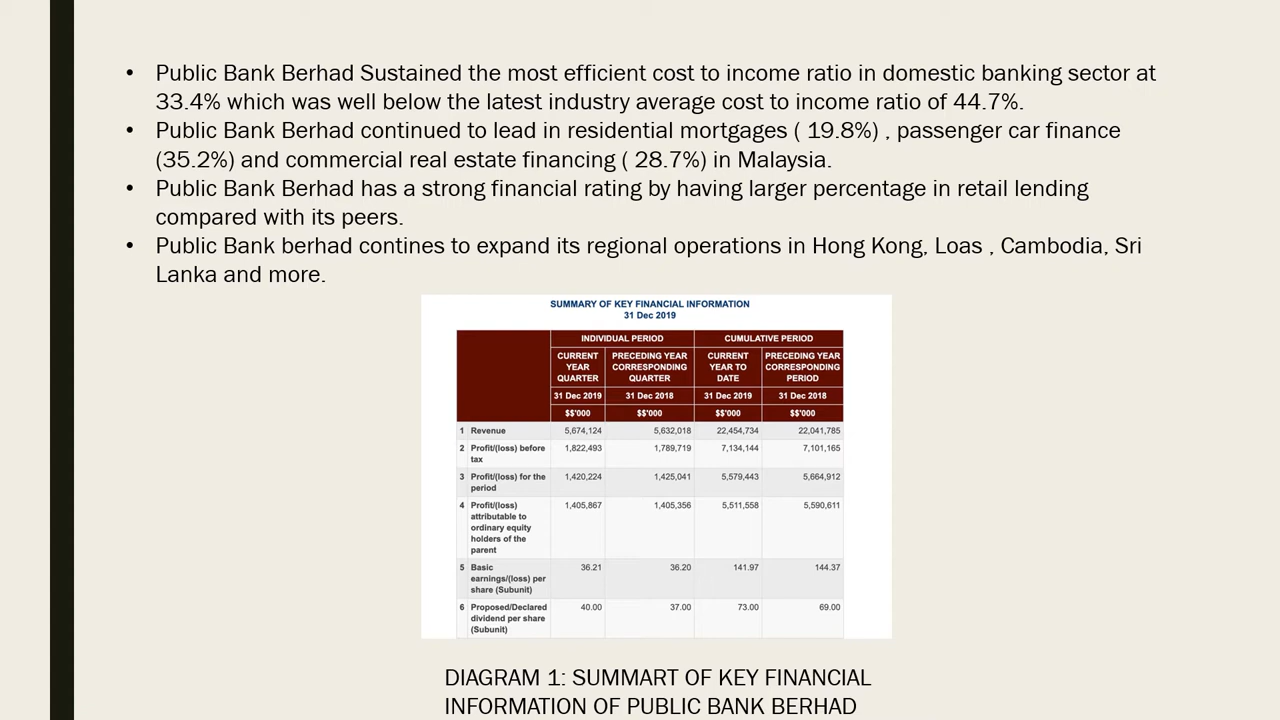 • Public Bank Berhad Sustained the most efficient cost to income ratio in domestic banking sector at
33.4% which was well below the latest industry average cost to income ratio of 44.7%.
• Public Bank Berhad continued to lead in residential mortgages ( 19.8%) , passenger car finance
(35.2%) and commercial real estate financing ( 28.7%) in Malaysia.
• Public Bank Berhad has a strong financial rating by having larger percentage in retail lending
compared with its peers.
• Public Bank berhad contines to expand its regional operations in Hong Kong, Loas , Cambodia, Sri
Lanka and more.
SUMMARY OF KEY FINANCIAL INFORMATION
31 Dec 2019
INDIVIDUAL PERIOD CUMULATIVE PERIOD
CURRENT PRECEDING YEAR CURRENT PRECEDING YEAR
YEAR CORRESPONDING YEAR TO CORRESPONDING
QUARTER QUARTER DATE PERIOD
31 Dec 2019 31 Dec 2018 31 Dec 2019 31 Dec 2018
$$'000 $$'000 $$'000 $$'000
1 Revenue 5,674,124 5,632,018 22,454,734 22,041,785
2 Profit/(loss) before 1,822,493 1,789,719 7,134,144 7,101,165
tax
3 Profit/(loss) for the 1,420,224 1,425,041 5,579,443 5,664,912
period
4 Profit/(loss) 1,405,867 1,405,356 5,511,558 5,590,611
attributable to
ordinary equity
holders of the
parent
5 Basic 36.21 36.20 141.97 144.37
earnings/(loss) per
share (Subunit)
6 Proposed/Declared 40.00 37.00 73.00 69.00
dividend per share
(Subunit)
DIAGRAM 1: SUMMART OF KEY FINANCIAL
INFORMATION OF PUBLIC BANK BERHAD